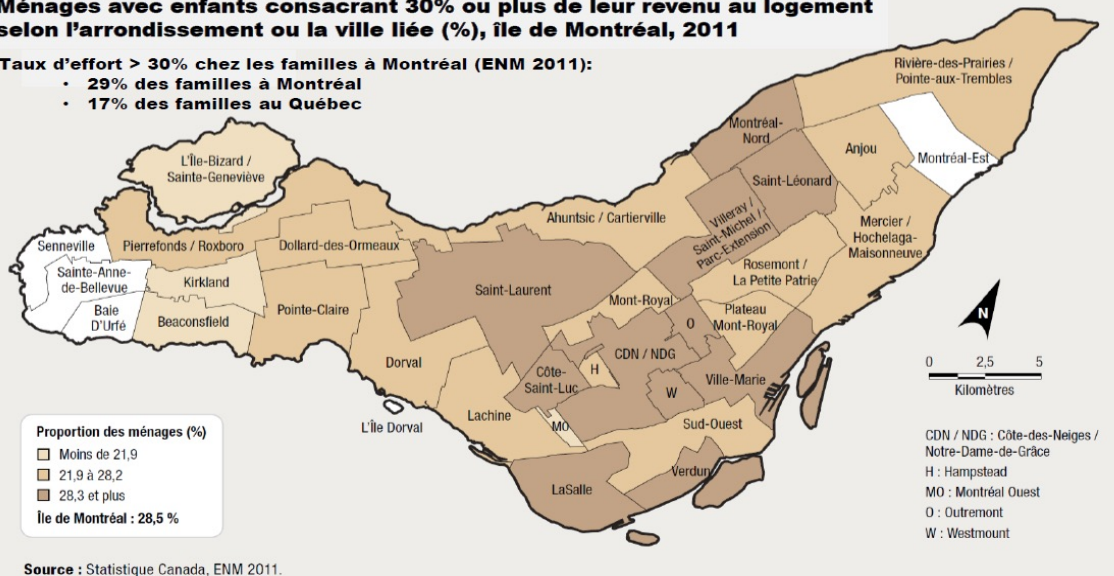 Ménages avec enfants consacrant 30% ou plus de leur revenu au logement
selon l’arrondissement ou la ville liée (%), île de Montréal, 2011
Taux d’effort > 30% chez les familles à Montréal (ENM 2011):
• 29% des familles à Montréal
• 17% des familles au Québec
Rivière-des-Prairies /
Pointe-aux-Trembles
Montréal-
Nord
Anjou
Montréal-Est
L'Île-Bizard /
Sainte-Geneviève
Saint-Léonard
Villeray /
Saint-Michel /
Parc-Extension
Ahuntsic / Cartierville
Mercier /
Hochelaga-
Maisonneuve
Senneville
Pierrefonds / Roxboro
Dollard-des-Ormeaux
Sainte-Anne-
de-Bellevue
Kirkland
Rosemont /
La Petite Patrie
Saint-Laurent
Mont-Royal
Baie
D'Urfé
Beaconsfield
Pointe-Claire
O
Plateau
Mont-Royal
N
CDN / NDG
Dorval
Côte-
Saint-Luc
H
Ville-Marie
W
0 2,5 5
Kilomètres
L'Île Dorval
Lachine
MO
Sud-Ouest
LaSalle
Verdun
Proportion des ménages (%)
Moins de 21,9
21,9 à 28,2
28,3 et plus
Île de Montréal : 28,5 %
CDN / NDG : Côte-des-Neiges /
Notre-Dame-de-Grâce
H : Hampstead
MO : Montréal Ouest
O : Outremont
W : Westmount
Source : Statistique Canada, ENM 2011.